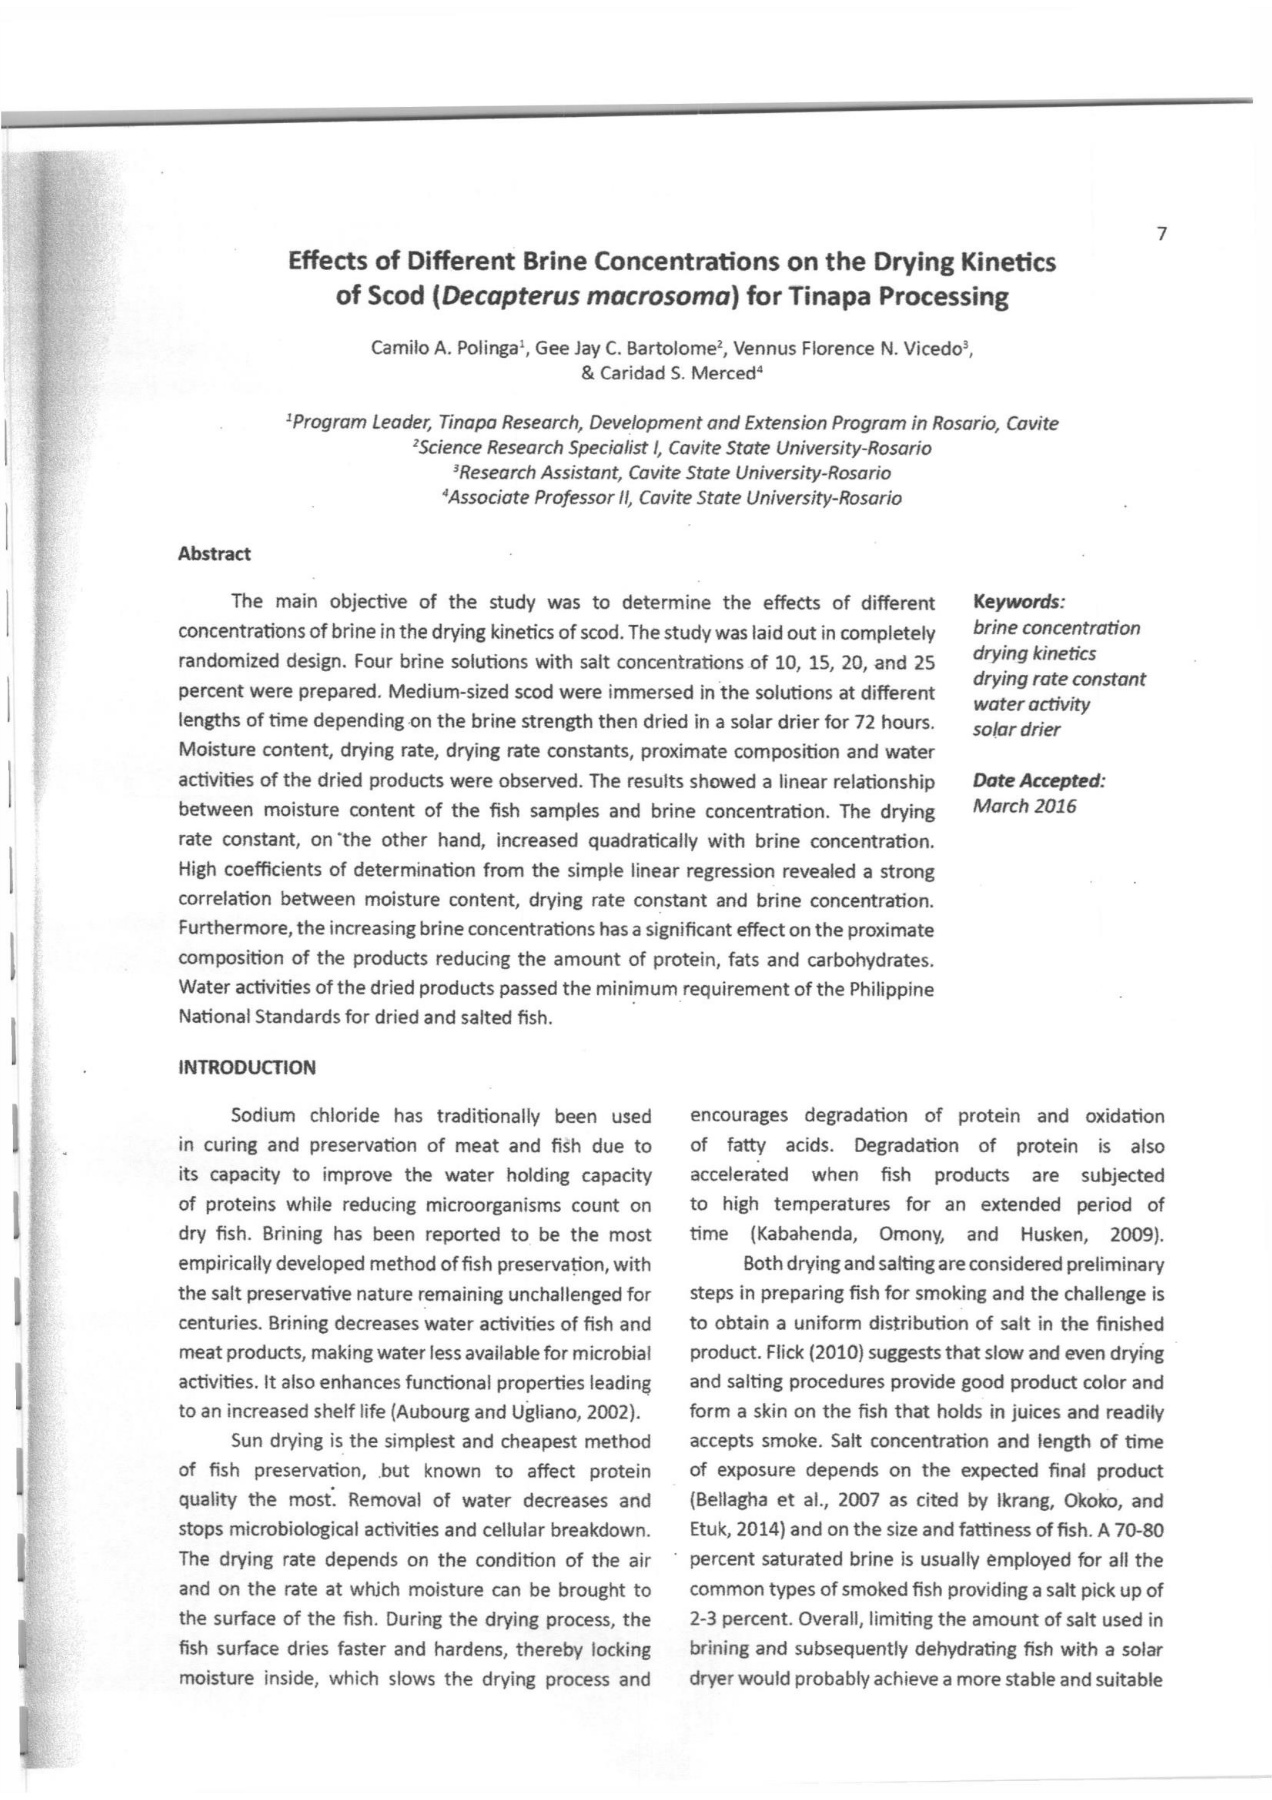 7
Effects of Different Brine Concentrations on the Drying Kinetics
of Scod (Decapterus macrosoma) for Tinapa Processing
Camilo A. Polinga¹, Gee Jay C. Bartolome², Vennus Florence N. Vicedo³,
& Caridad S. Merced⁴
¹Program Leader, Tinapa Research, Development and Extension Program in Rosario, Cavite
²Science Research Specialist I, Cavite State University-Rosario
³Research Assistant, Cavite State University-Rosario
⁴Associate Professor II, Cavite State University-Rosario
Abstract
The main objective of the study was to determine the effects of different
concentrations of brine in the drying kinetics of scod. The study was laid out in completely
randomized design. Four brine solutions with salt concentrations of 10, 15, 20, and 25
percent were prepared. Medium-sized scod were immersed in the solutions at different
lengths of time depending on the brine strength then dried in a solar drier for 72 hours.
Moisture content, drying rate, drying rate constants, proximate composition and water
activities of the dried products were observed. The results showed a linear relationship
between moisture content of the fish samples and brine concentration. The drying
rate constant, on the other hand, increased quadratically with brine concentration.
High coefficients of determination from the simple linear regression revealed a strong
correlation between moisture content, drying rate constant and brine concentration.
Furthermore, the increasing brine concentrations has a significant effect on the proximate
composition of the products reducing the amount of protein, fats and carbohydrates.
Water activities of the dried products passed the minimum requirement of the Philippine
National Standards for dried and salted fish.
Keywords:
brine concentration
drying kinetics
drying rate constant
water activity
solar drier
Date Accepted:
March 2016
INTRODUCTION
Sodium chloride has traditionally been used
in curing and preservation of meat and fish due to
its capacity to improve the water holding capacity
of proteins while reducing microorganisms count on
dry fish. Brining has been reported to be the most
empirically developed method of fish preservation, with
the salt preservative nature remaining unchallenged for
centuries. Brining decreases water activities of fish and
meat products, making water less available for microbial
activities. It also enhances functional properties leading
to an increased shelf life (Aubourg and Ugliano, 2002).
Sun drying is the simplest and cheapest method
of fish preservation, but known to affect protein
quality the most. Removal of water decreases and
stops microbiological activities and cellular breakdown.
The drying rate depends on the condition of the air
and on the rate at which moisture can be brought to
the surface of the fish. During the drying process, the
fish surface dries faster and hardens, thereby locking
moisture inside, which slows the drying process and
encourages degradation of protein and oxidation
of fatty acids. Degradation of protein is also
accelerated when fish products are subjected
to high temperatures for an extended period of
time (Kabahenda, Omony, and Husken, 2009).
Both drying and salting are considered preliminary
steps in preparing fish for smoking and the challenge is
to obtain a uniform distribution of salt in the finished
product. Flick (2010) suggests that slow and even drying
and salting procedures provide good product color and
form a skin on the fish that holds in juices and readily
accepts smoke. Salt concentration and length of time
of exposure depends on the expected final product
(Bellagha et al., 2007 as cited by Ikrang, Okoko, and
Etuk, 2014) and on the size and fattiness of fish. A 70-80
percent saturated brine is usually employed for all the
common types of smoked fish providing a salt pick up of
2-3 percent. Overall, limiting the amount of salt used in
brining and subsequently dehydrating fish with a solar
dryer would probably achieve a more stable and suitable